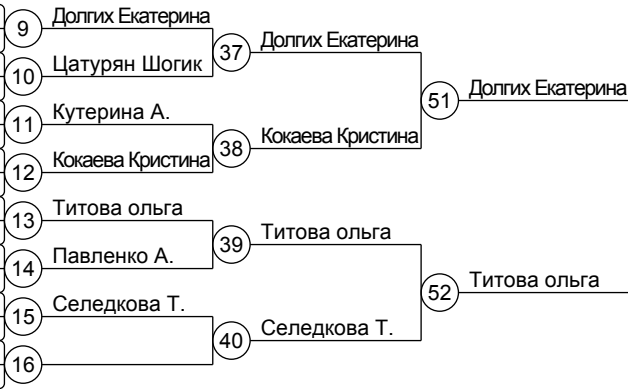 9 Долгих Екатерина
37 Долгих Екатерина
10 Цатурян Шогик
51 Долгих Екатерина
11 Кутерина А.
38 Кокаева Кристина
12 Кокаева Кристина
13 Титова ольга
39 Титова ольга
14 Павленко А.
52 Титова ольга
15 Селедкова Т.
40 Селедкова Т.
16